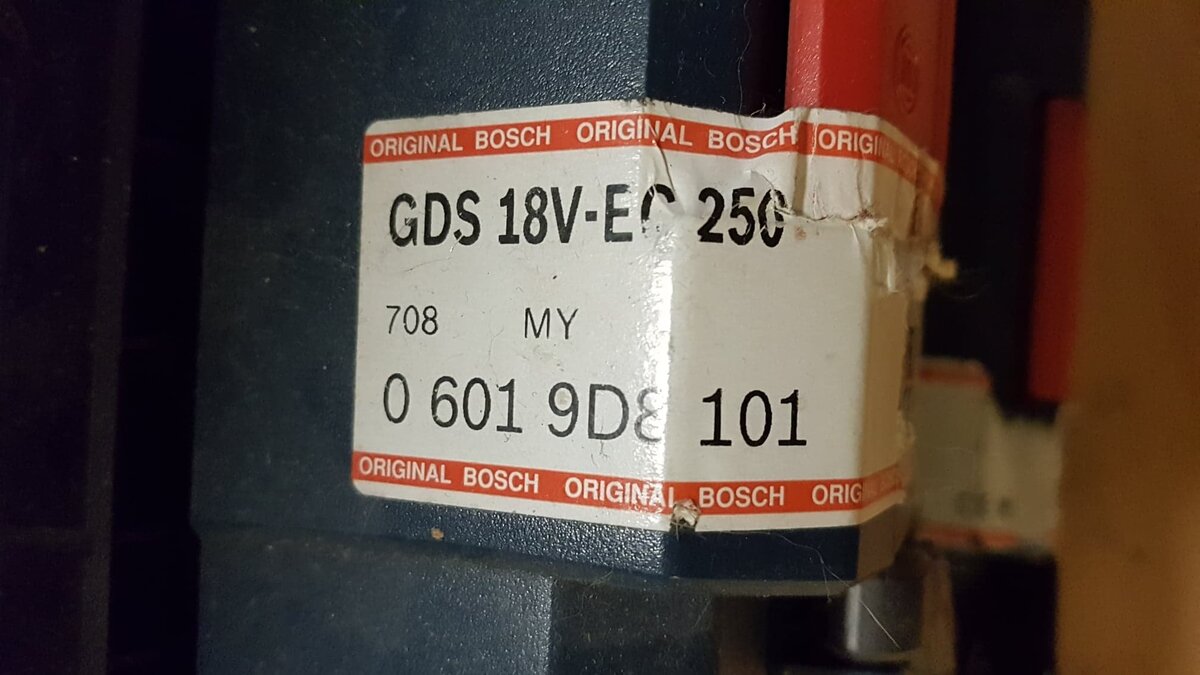 ORIGINAL BOSCH ORIGINAL BOSCH ORIGINAL
GDS 18V-EC 250
708 MY
0 601 9D8 101
ORIGINAL BOSCH ORIGINAL BOSCH